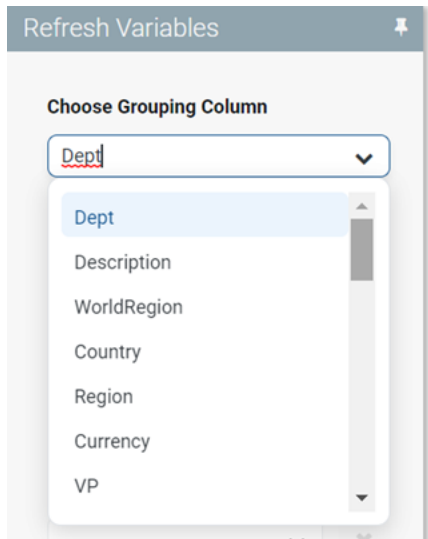 Refresh Variables
Choose Grouping Column
Dept
Dept
Description
WorldRegion
Country
Region
Currency
VP